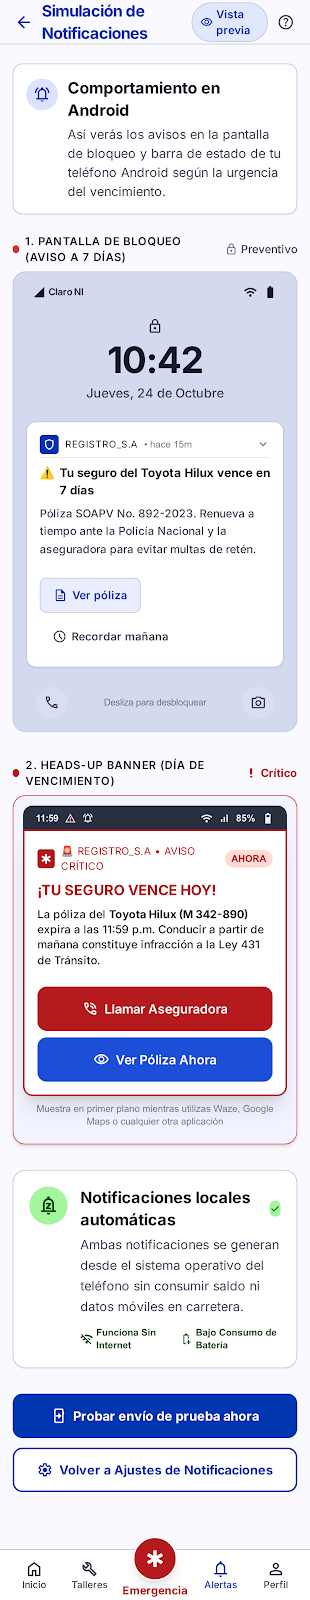 Simulación de
Notificaciones
Vista
previa
Comportamiento en
Android
Así verás los avisos en la pantalla
de bloqueo y barra de estado de tu
teléfono Android según la urgencia
del vencimiento.
1. PANTALLA DE BLOQUEO
(AVISO A 7 DÍAS)
Preventivo
Claro NI
10:42
Jueves, 24 de Octubre
REGISTRO_S.A • hace 15m
⚠️ Tu seguro del Toyota Hilux vence en
7 días
Póliza SOAPV No. 892-2023. Renueva a
tiempo ante la Policía Nacional y la
aseguradora para evitar multas de retén.
Ver póliza
Recordar mañana
Desliza para desbloquear
2. HEADS-UP BANNER (DÍA DE
VENCIMIENTO)
! Crítico
11:59
85%
🚨 REGISTRO_S.A • AVISO
CRÍTICO
AHORA
¡TU SEGURO VENCE HOY!
La póliza del Toyota Hilux (M 342-890)
expira a las 11:59 p.m. Conducir a partir de
mañana constituye infracción a la Ley 431
de Tránsito.
Llamar Aseguradora
Ver Póliza Ahora
Muestra en primer plano mientras utilizas Waze, Google
Maps o cualquier otra aplicación
Notificaciones locales
automáticas
Ambas notificaciones se generan
desde el sistema operativo del
teléfono sin consumir saldo ni
datos móviles en carretera.
Funciona Sin
Internet
Bajo Consumo de
Batería
Probar envío de prueba ahora
Volver a Ajustes de Notificaciones
Inicio
Talleres
Emergencia
Alertas
Perfil